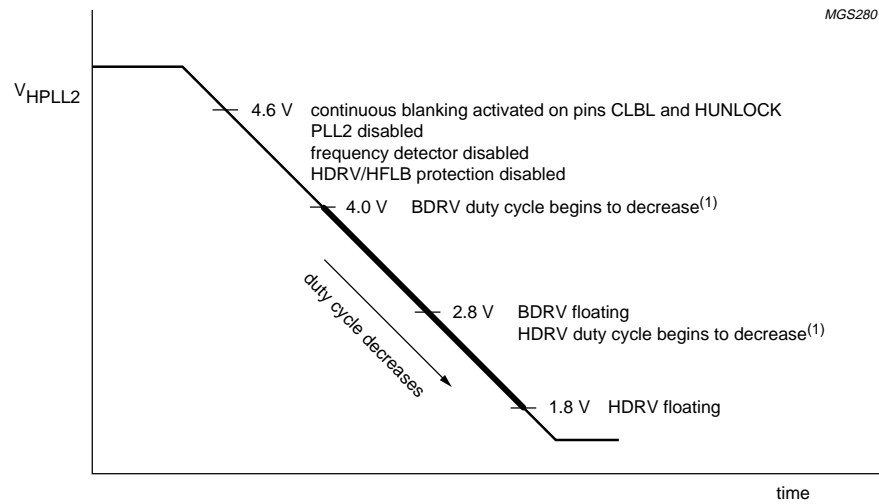 MGS280
VHPLL2
4.6 V continuous blanking activated on pins CLBL and HUNLOCK
PLL2 disabled
frequency detector disabled
HDRV/HFLB protection disabled
4.0 V BDRV duty cycle begins to decrease(1)
duty cycle decreases
2.8 V BDRV floating
HDRV duty cycle begins to decrease(1)
1.8 V HDRV floating
time